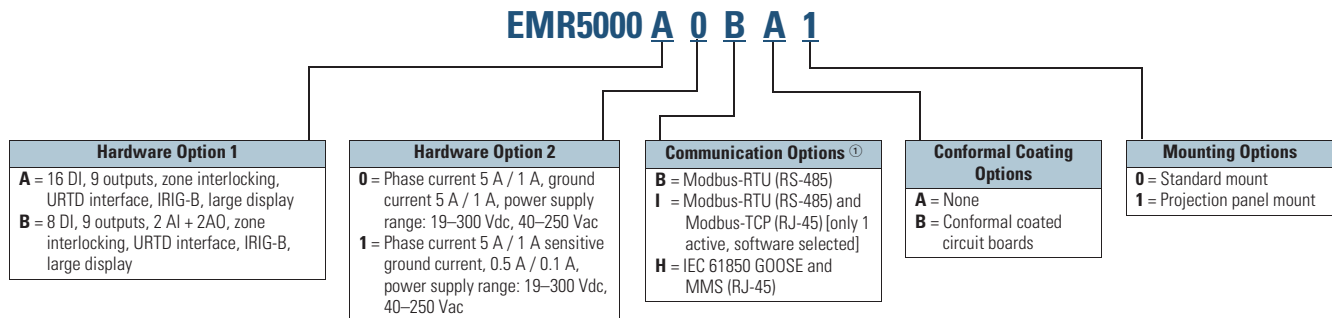 EMR5000 A 0 B A 1
Hardware Option 1
A = 16 DI, 9 outputs, zone interlocking,
URTD interface, IRIG-B, large display
B = 8 DI, 9 outputs, 2 AI + 2AO, zone
interlocking, URTD interface, IRIG-B,
large display
Hardware Option 2
0 = Phase current 5 A / 1 A, ground
current 5 A / 1 A, power supply
range: 19–300 Vdc, 40–250 Vac
1 = Phase current 5 A / 1 A sensitive
ground current, 0.5 A / 0.1 A,
power supply range: 19–300 Vdc,
40–250 Vac
Communication Options ①
B = Modbus-RTU (RS-485)
I = Modbus-RTU (RS-485) and
Modbus-TCP (RJ-45) [only 1
active, software selected]
H = IEC 61850 GOOSE and
MMS (RJ-45)
Conformal Coating
Options
A = None
B = Conformal coated
circuit boards
Mounting Options
0 = Standard mount
1 = Projection panel mount